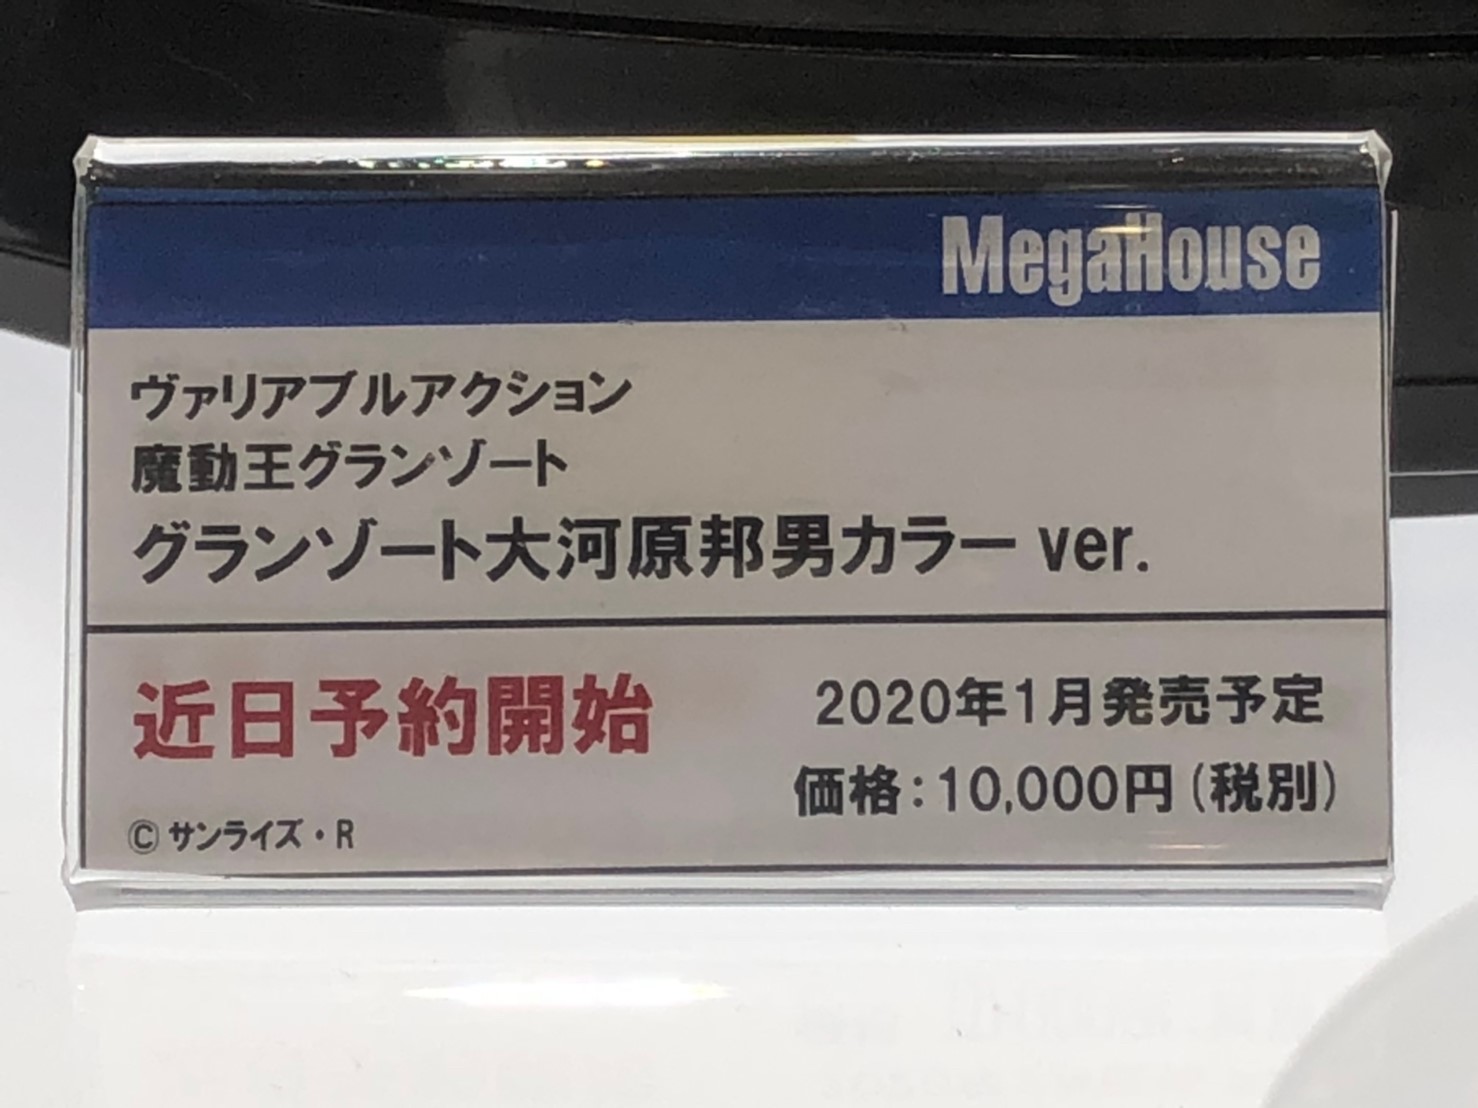 MegaHouse
ヴァリアブルアクション
魔動王グランゾート
グランゾート大河原邦男カラー ver.
近日予約開始
2020年1月発売予定
価格:10,000円(税別)
©サンライズ・R